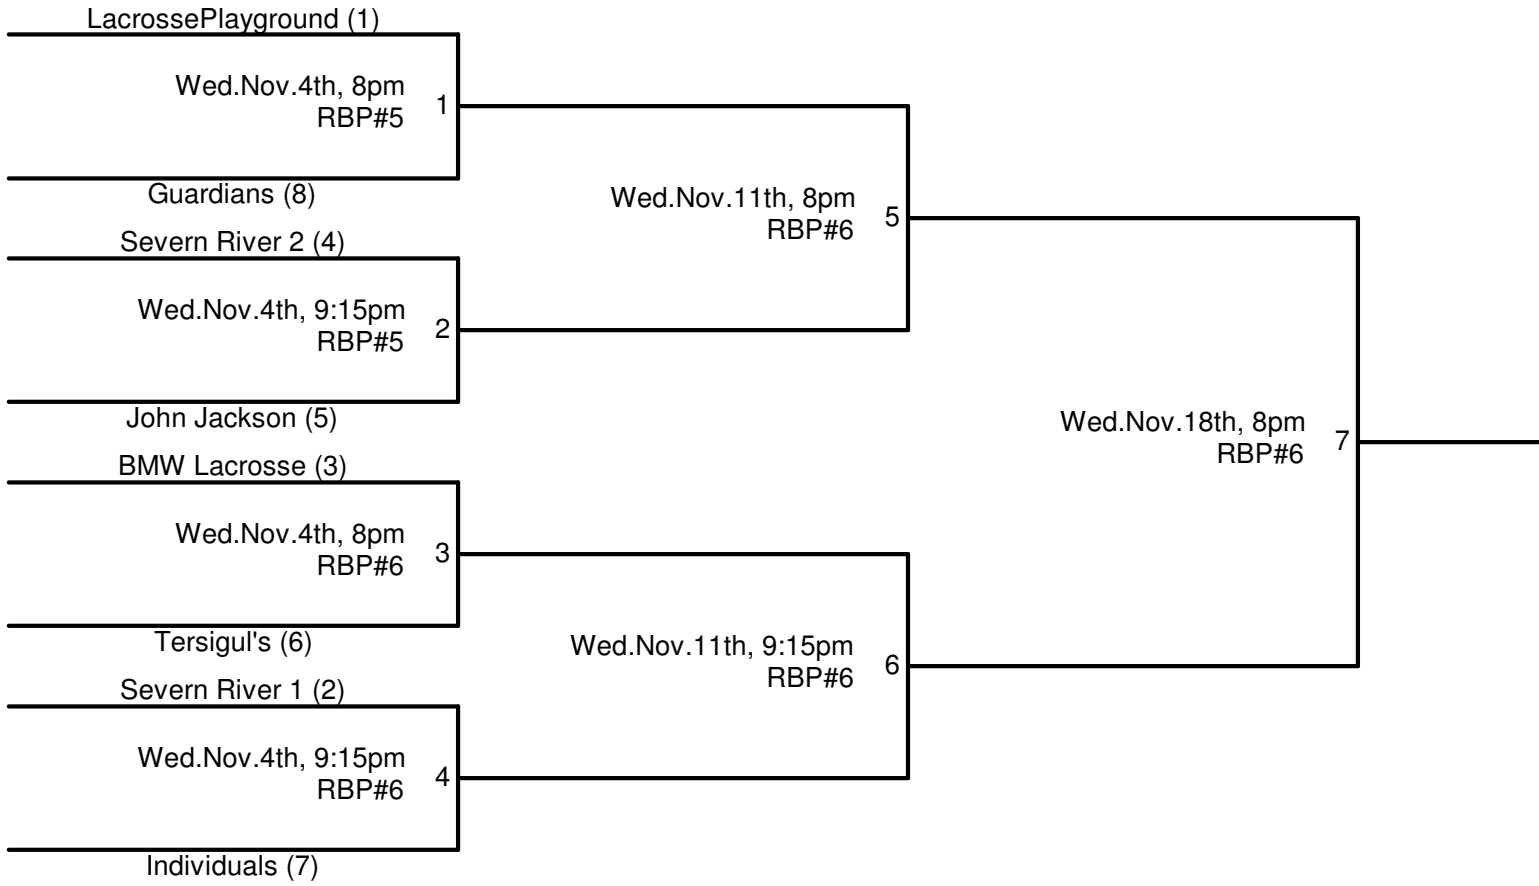 LacrossePlayground (1)
Wed.Nov.4th, 8pm
RBP#5
1
Guardians (8)
Severn River 2 (4)
Wed.Nov.4th, 9:15pm
RBP#5
2
John Jackson (5)
BMW Lacrosse (3)
Wed.Nov.4th, 8pm
RBP#6
3
Tersigul's (6)
Severn River 1 (2)
Wed.Nov.4th, 9:15pm
RBP#6
4
Individuals (7)
Wed.Nov.11th, 8pm
RBP#6
5
Wed.Nov.11th, 9:15pm
RBP#6
6
Wed.Nov.18th, 8pm
RBP#6
7